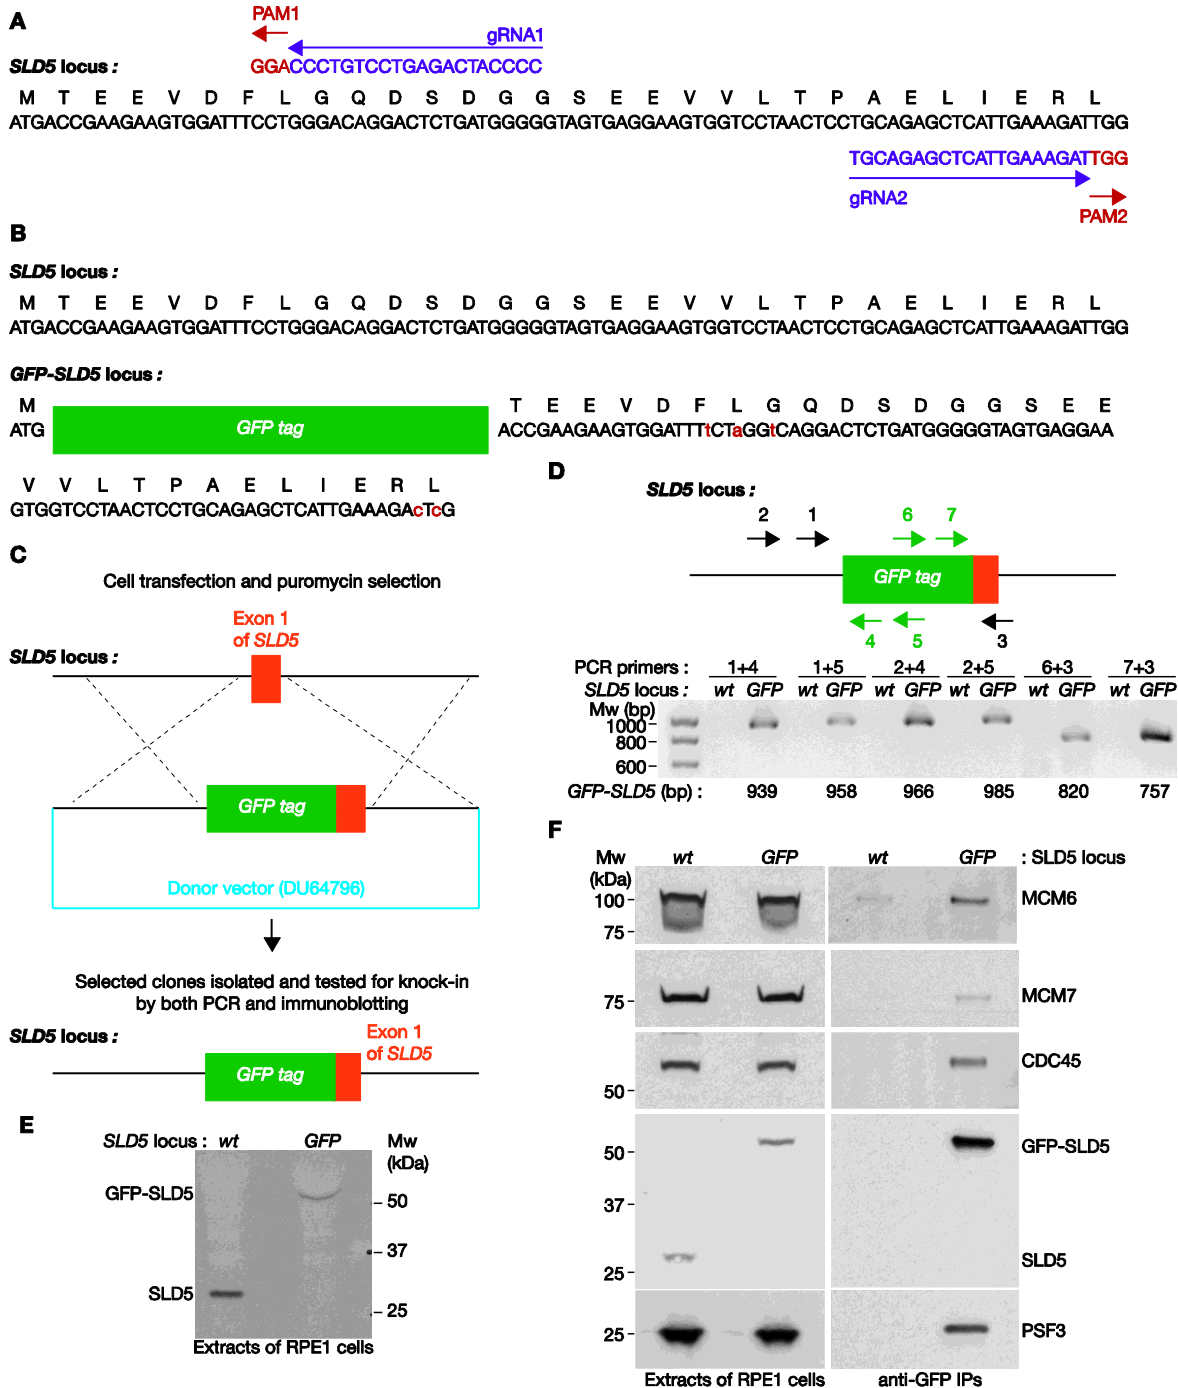 A
PAM1
gRNA1
SLD5 locus :
GGACCCTGTCCTGAGACTACCCC
M T E E V D F L G Q D S D G G S E E V V L T P A E L I E R L
ATGACCGAAGAAGTGGATTTCCTGGGACAGGACTCTGATGGGGGTAGTGAGGAAGTGGTCCTAACTCCTGCAGAGCTCATTGAAAGATTGG
TGCAGAGCTCATTGAAAGATTGG
gRNA2
PAM2
B
SLD5 locus :
M T E E V D F L G Q D S D G G S E E V V L T P A E L I E R L
ATGACCGAAGAAGTGGATTTCCTGGGACAGGACTCTGATGGGGGTAGTGAGGAAGTGGTCCTAACTCCTGCAGAGCTCATTGAAAGATTGG
GFP-SLD5 locus :
M T E E V D F L G Q D S D G G S E E
ATG GFP tag ACCGAAGAAGTGGATTTtCTaGGtCAGGACTCTGATGGGGGTAGTGAGGAA
V V L T P A E L I E R L
GTGGTCCTAACTCCTGCAGAGCTCATTGAAAGAcTcG
C
Cell transfection and puromycin selection
Exon 1
of SLD5
SLD5 locus :
GFP tag
Donor vector (DU64796)
Selected clones isolated and tested for knock-in
by both PCR and immunoblotting
SLD5 locus :
Exon 1
of SLD5
GFP tag
D
SLD5 locus :
2 1 6 7
GFP tag
4 5 3
PCR primers : 1+4 1+5 2+4 2+5 6+3 7+3
SLD5 locus : wt GFP wt GFP wt GFP wt GFP wt GFP wt GFP
Mw (bp)
1000
800
600
GFP-SLD5 (bp) : 939 958 966 985 820 757
E
SLD5 locus : wt GFP Mw
(kDa)
GFP-SLD5
50
37
SLD5
25
Extracts of RPE1 cells
F
Mw wt GFP wt GFP : SLD5 locus
(kDa)
100 MCM6
75
75 MCM7
CDC45
50
50 GFP-SLD5
37
25 SLD5
25 PSF3
Extracts of RPE1 cells anti-GFP IPs